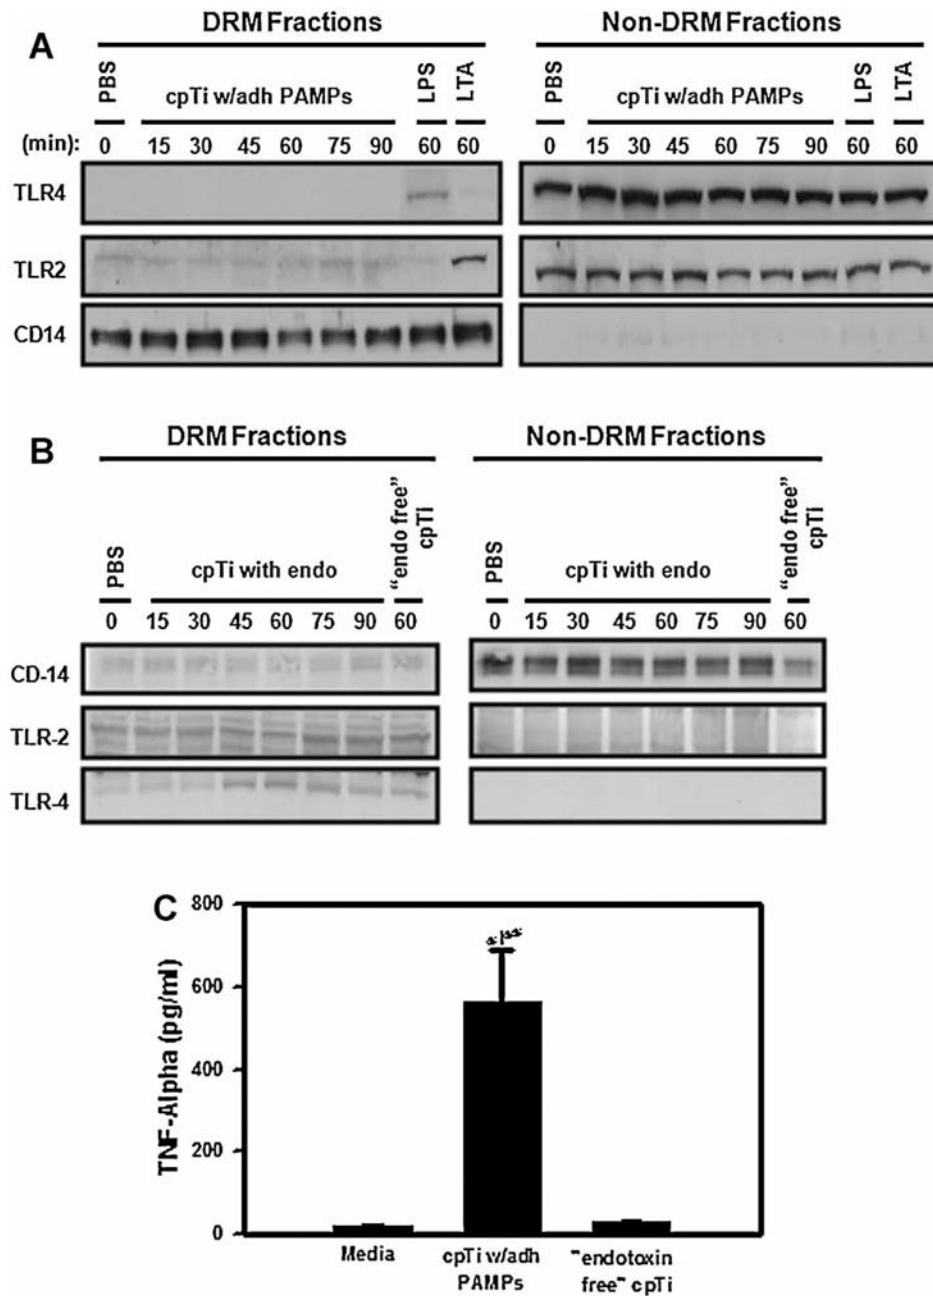 A
DRM Fractions
Non-DRM Fractions
PBS
cpTi w/adh PAMPs
LPS
LTA
PBS
cpTi w/adh PAMPs
LPS
LTA
(min): 0 15 30 45 60 75 90 60 60 0 15 30 45 60 75 90 60 60
TLR4
TLR2
CD14
B
DRM Fractions
Non-DRM Fractions
PBS
cpTi with endo
"endo free"
cpTi
PBS
cpTi with endo
"endo free"
cpTi
0 15 30 45 60 75 90 60 0 15 30 45 60 75 90 60
CD-14
TLR-2
TLR-4
C
TNF-Alpha (pg/ml)
800
600
400
200
0
Media
cpTi w/adh
PAMPs
"endotoxin
free" cpTi